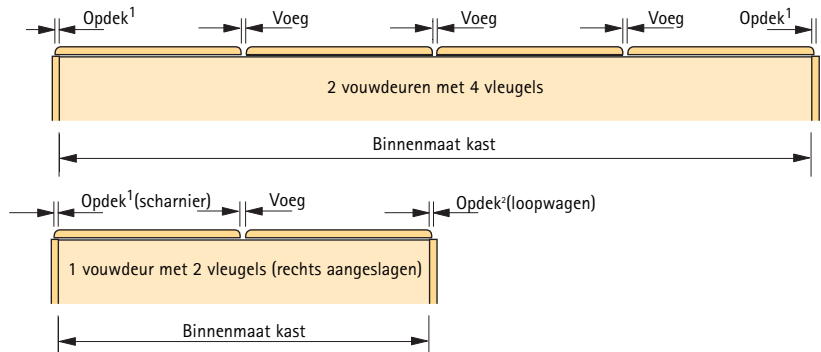 Opdek¹ Voeg Voeg Voeg Opdek¹
2 vouwdeuren met 4 vleugels
Binnenmaat kast
Opdek¹(scharnier) Voeg Opdek²(loopwagen)
1 vouwdeur met 2 vleugels (rechts aangeslagen)
Binnenmaat kast